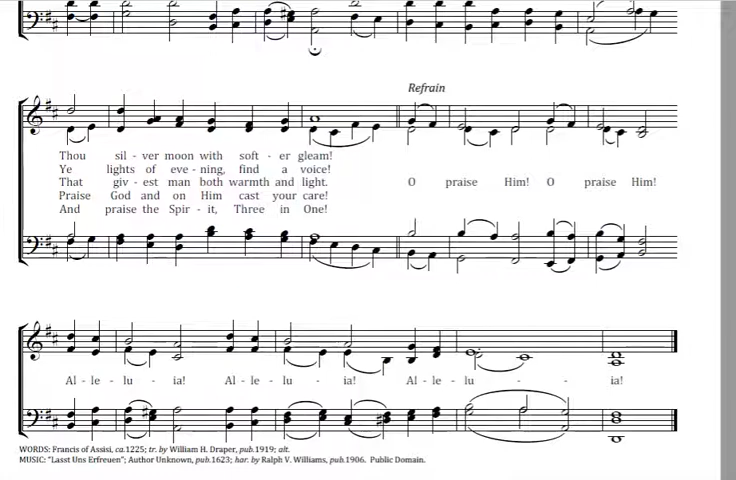 Refrain
Thou sil - ver moon with soft - er gleam!
Ye lights of eve - ning, find a voice!
That giv - est man both warmth and light. O praise Him! O praise Him!
Praise God and on Him cast your care!
And praise the Spir - it, Three in One!
Al - le - lu - ia! Al - le - lu - ia! Al - le - lu - - ia!
WORDS: Francis of Assisi, ca.1225; tr. by William H. Draper, pub.1919; alt.
MUSIC: "Lasst Uns Erfreuen"; Author Unknown, pub.1623; har. by Ralph V. Williams, pub.1906. Public Domain.